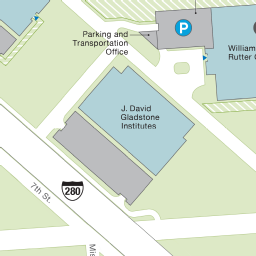 Parking and
Transportation
Office
P
William
Rutter C
J. David
Gladstone
Institutes
280
7th St.